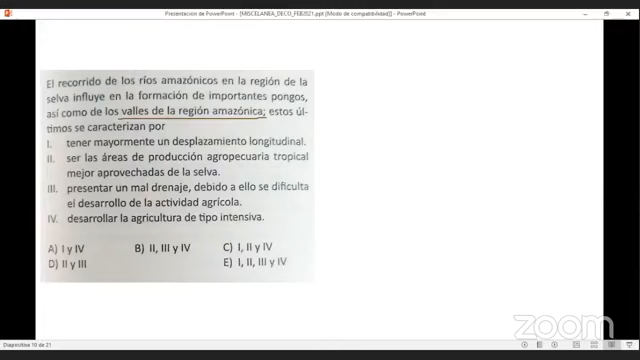 Presentación de PowerPoint - [MISCELANEA_DECO_FEB2021.ppt [Modo de compatibilidad]] - PowerPoint
El recorrido de los ríos amazónicos en la región de la
selva influye en la formación de importantes pongos,
así como de los valles de la región amazónica; estos úl-
timos se caracterizan por
I. tener mayormente un desplazamiento longitudinal.
II. ser las áreas de producción agropecuaria tropical
mejor aprovechadas de la selva.
III. presentar un mal drenaje, debido a ello se dificulta
el desarrollo de la actividad agrícola.
IV. desarrollar la agricultura de tipo intensiva.
A) I y IV B) II, III y IV C) I, II y IV
D) II y III E) I, II, III y IV
zoom
Diapositiva 10 de 21